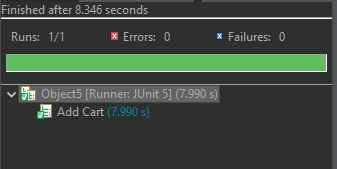 Finished after 8.346 seconds
Runs: 1/1 Errors: 0 Failures: 0
Object5 [Runner: JUnit 5] (7.990 s)
Add Cart (7.990 s)